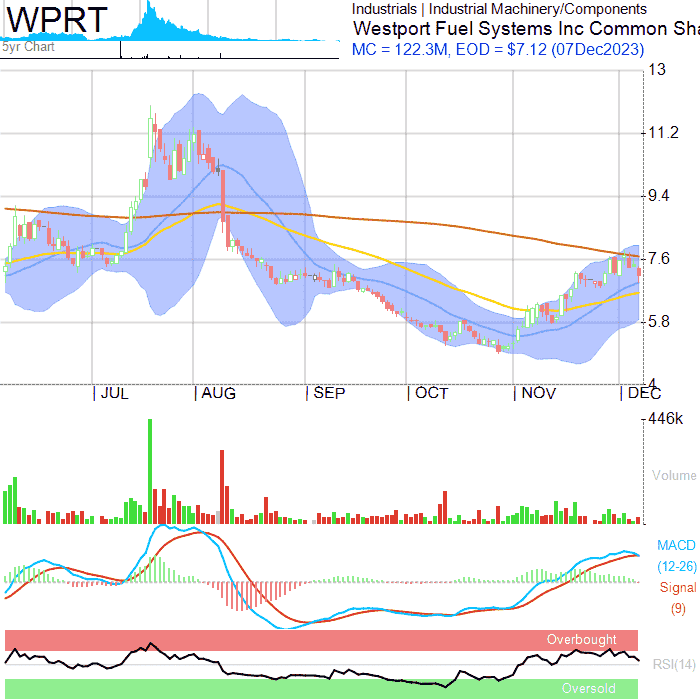 WPRT
5yr Chart
Industrials | Industrial Machinery/Components
Westport Fuel Systems Inc Common Sha
MC = 122.3M, EOD = $7.12 (07Dec2023)
13
11.2
9.4
7.6
5.8
4
JUL AUG SEP OCT NOV DEC
446k
Volume
MACD
(12-26)
Signal
(9)
Overbought
RSI(14)
Oversold